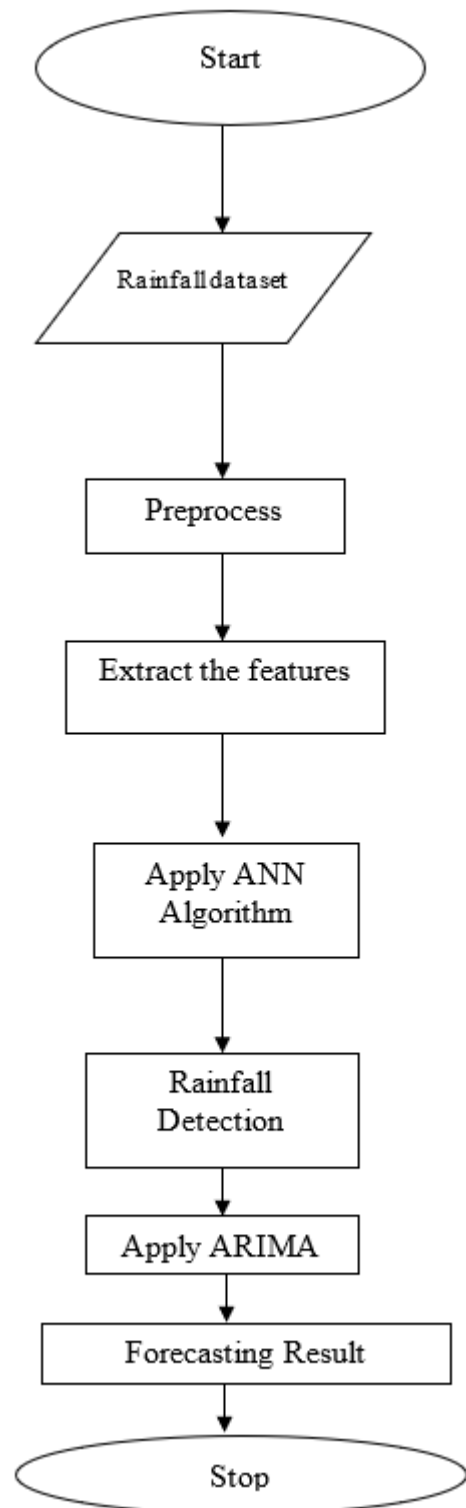 Start
Rainfall dataset
Preprocess
Extract the features
Apply ANN
Algorithm
Rainfall
Detection
Apply ARIMA
Forecasting Result
Stop